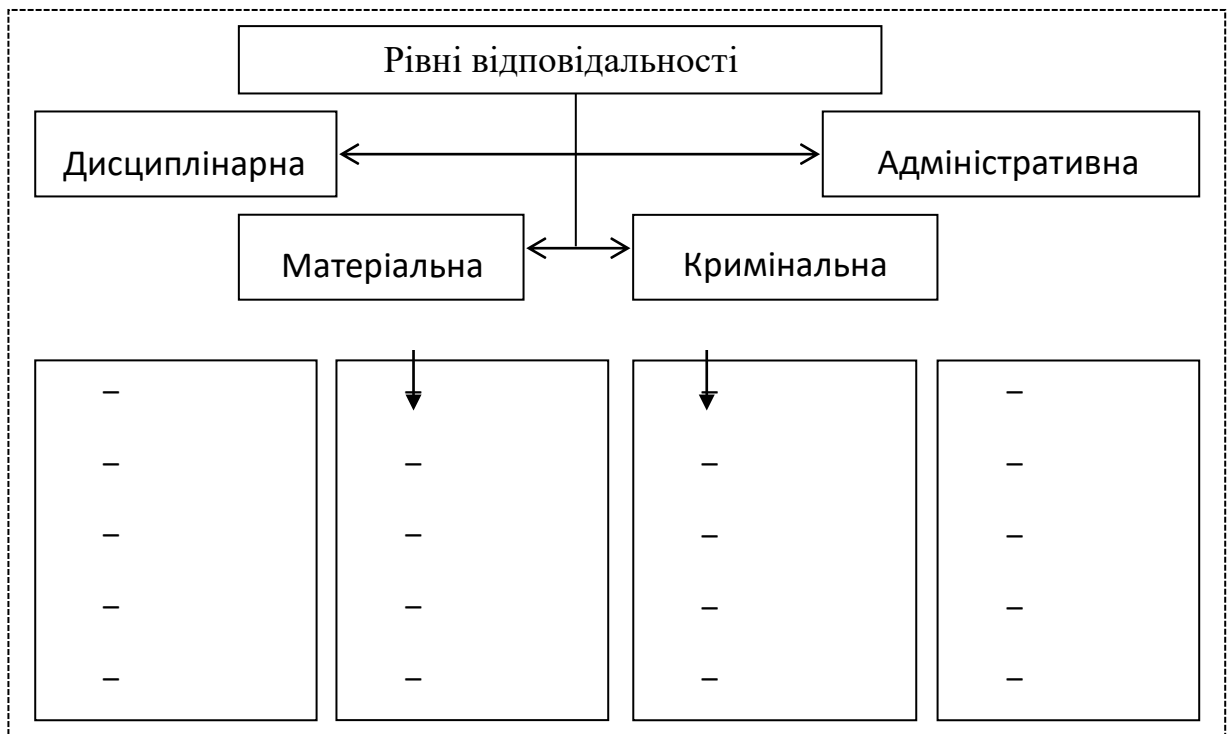 Рівні відповідальності
Дисциплінарна
Адміністративна
Матеріальна
Кримінальна
– – – –
– – – –
– – – –
– – – –
– – – –